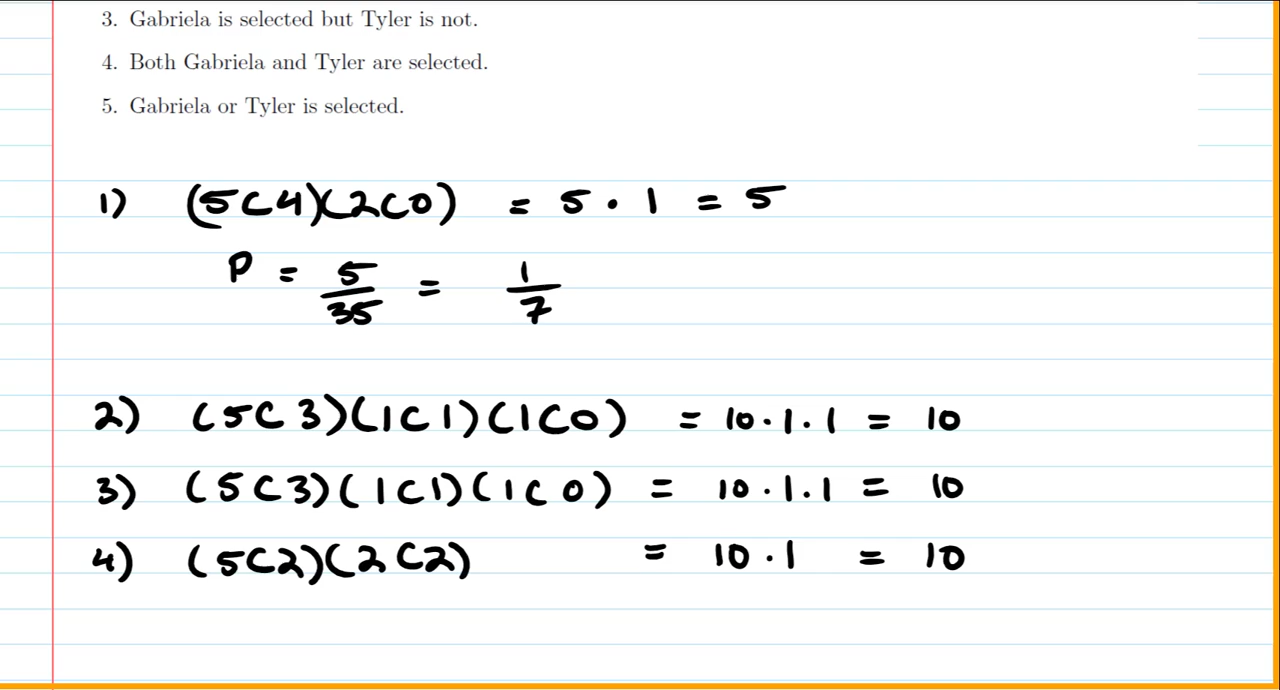 3. Gabriela is selected but Tyler is not.
4. Both Gabriela and Tyler are selected.
5. Gabriela or Tyler is selected.
1) (5C4)(2C0) = 5 · 1 = 5
P = 5/35 = 1/7
2) (5C3)(1C1)(1C0) = 10 · 1 · 1 = 10
3) (5C3)(1C1)(1C0) = 10 · 1 · 1 = 10
4) (5C2)(2C2) = 10 · 1 = 10